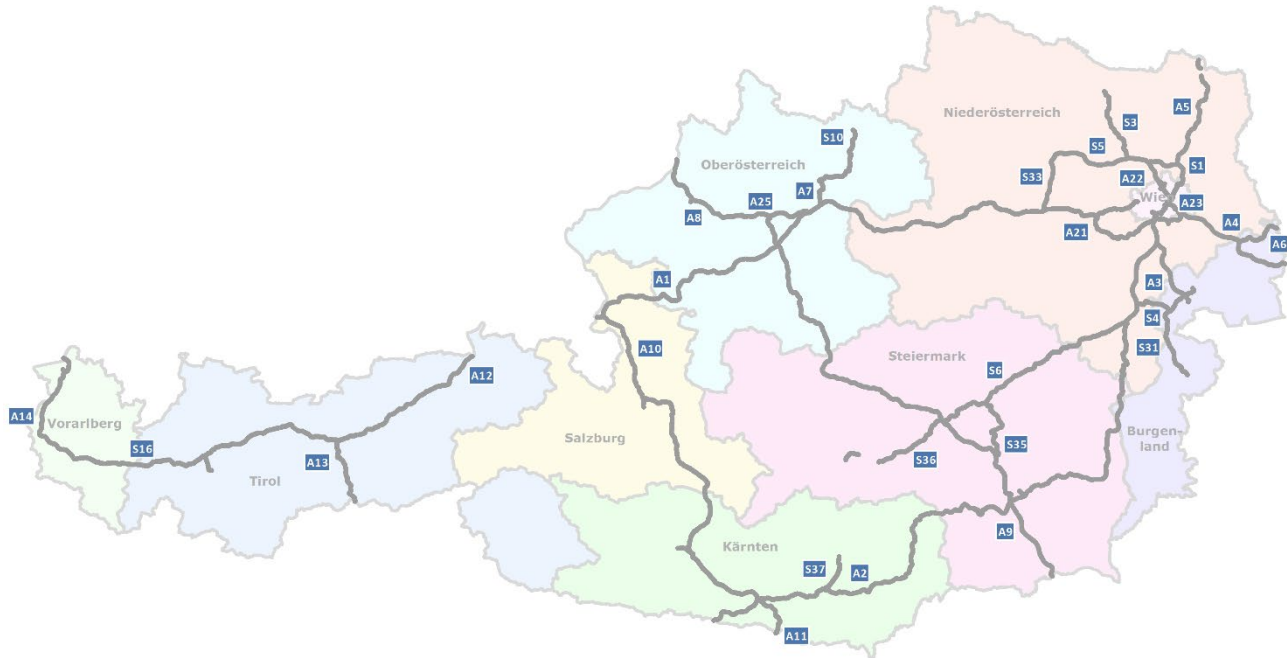 Niederösterreich
A5
S3
S10
S5
Oberösterreich
S1
A22
S33
A7
Wie
A25
A23
A8
A21
A4
A6
A1
A3
S4
A10
S31
Steiermark
A12
S6
A14
Vorarlberg
Burgen-
land
Salzburg
S16
S35
A13
S36
Tirol
A9
Kärnten
S37
A2
A11